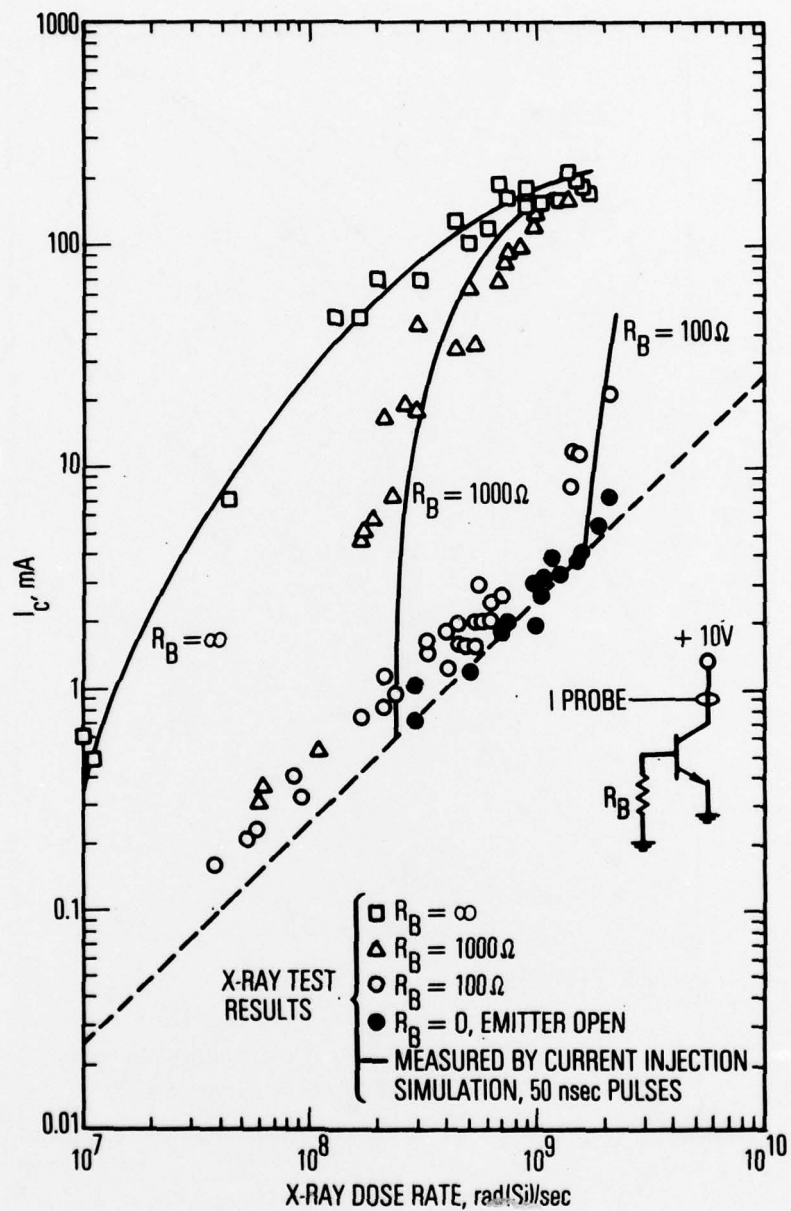 1000
100
10
1
0.1
0.01
I_C, mA
R_B = ∞
R_B = 1000Ω
R_B = 100Ω
+ 10V
I PROBE
R_B
X-RAY TEST
RESULTS
□ R_B = ∞
△ R_B = 1000Ω
○ R_B = 100Ω
● R_B = 0, EMITTER OPEN
— MEASURED BY CURRENT INJECTION
SIMULATION, 50 nsec PULSES
10^7
10^8
10^9
10^10
X-RAY DOSE RATE, rad(Si)/sec